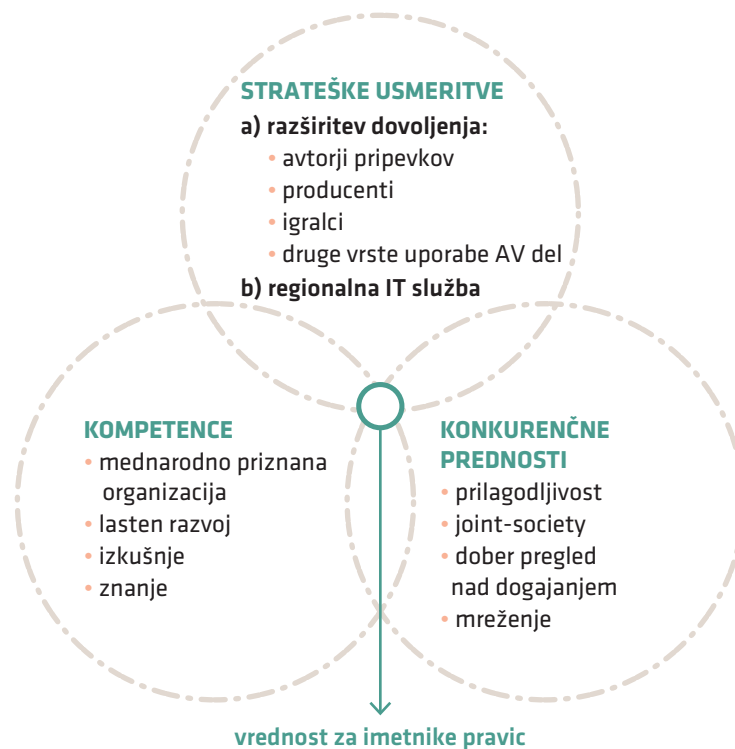 STRATEŠKE USMERITVE
a) razširitev dovoljenja:
• avtorji pripevkov
• producenti
• igralci
• druge vrste uporabe AV del
b) regionalna IT služba
KOMPETENCE
• mednarodno priznana
organizacija
• lasten razvoj
• izkušnje
• znanje
KONKURENČNE
PREDNOSTI
• prilagodljivost
• joint-society
• dober pregled
nad dogajanjem
• mreženje
vrednost za imetnike pravic